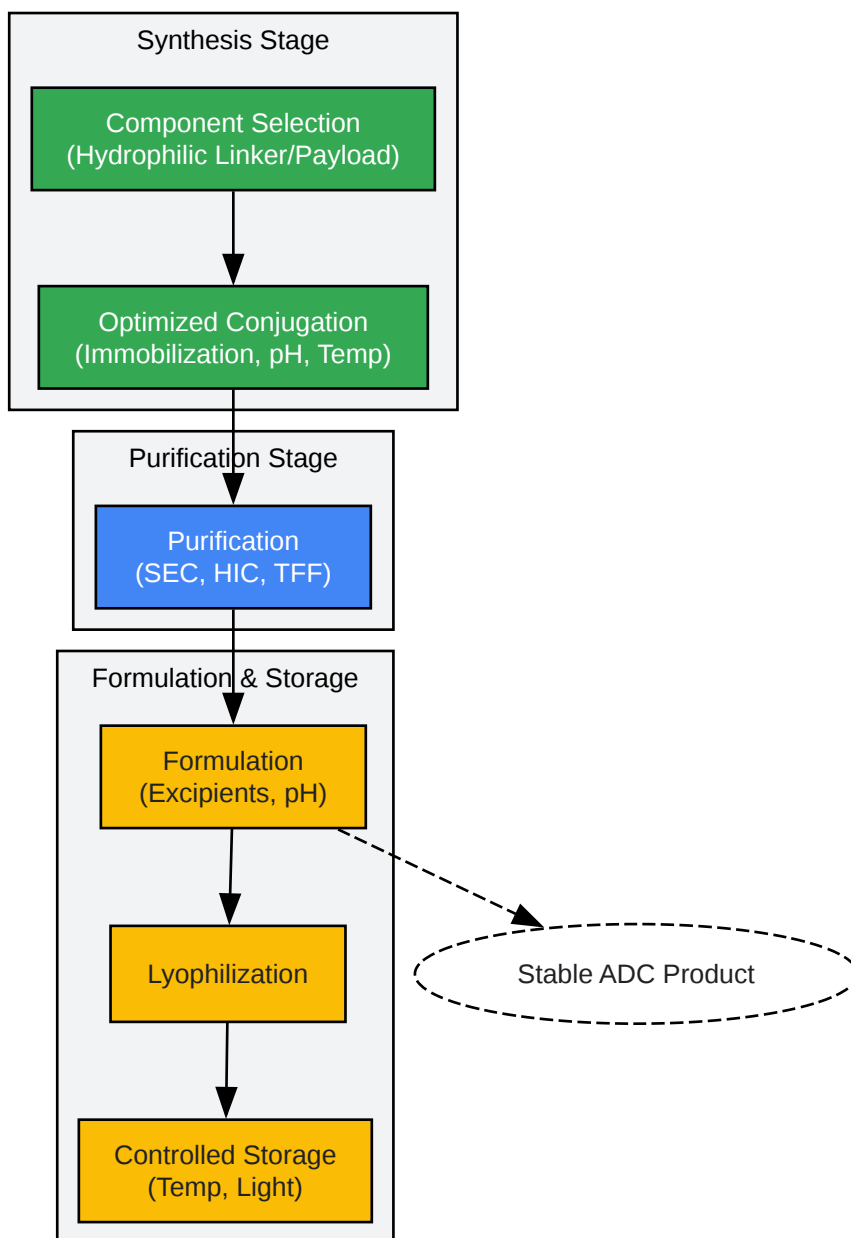 Synthesis Stage
Component Selection
(Hydrophilic Linker/Payload)
Optimized Conjugation
(Immobilization, pH, Temp)
Purification Stage
Purification
(SEC, HIC, TFF)
Formulation & Storage
Formulation
(Excipients, pH)
Lyophilization
Stable ADC Product
Controlled Storage
(Temp, Light)